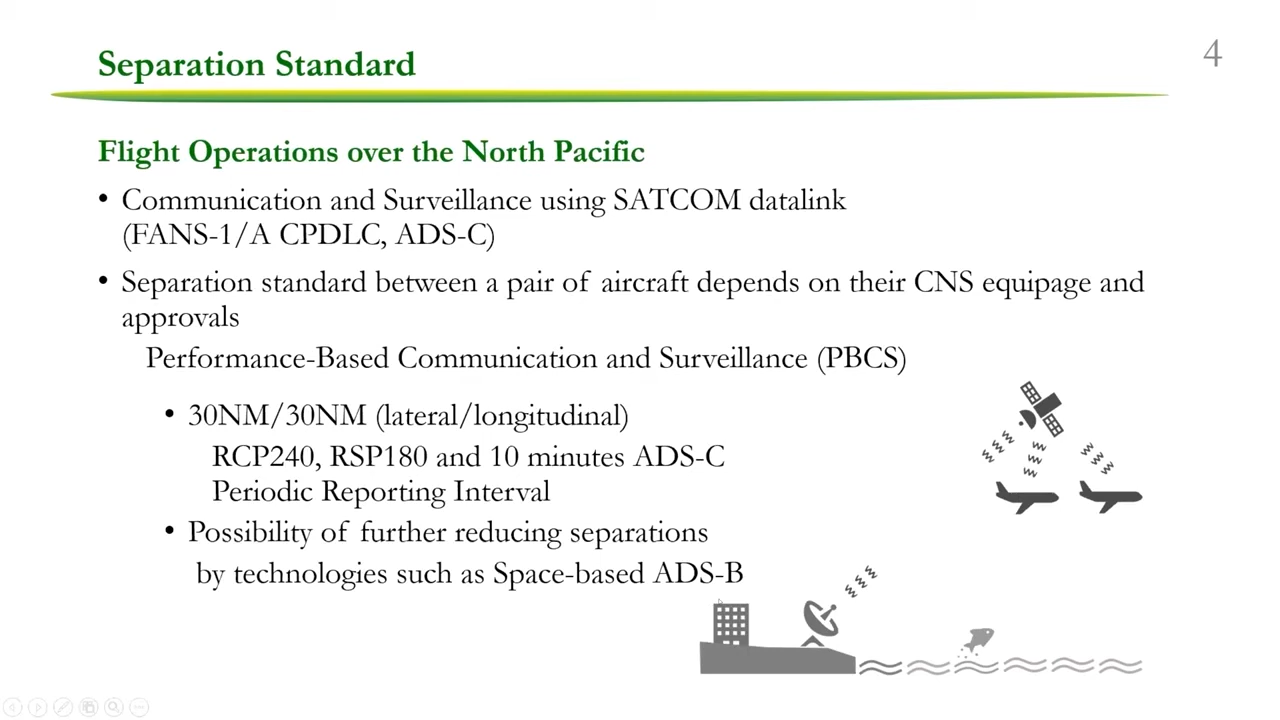 Separation Standard
4
Flight Operations over the North Pacific
• Communication and Surveillance using SATCOM datalink
(FANS-1/A CPDLC, ADS-C)
• Separation standard between a pair of aircraft depends on their CNS equipage and
approvals
Performance-Based Communication and Surveillance (PBCS)
• 30NM/30NM (lateral/longitudinal)
RCP240, RSP180 and 10 minutes ADS-C
Periodic Reporting Interval
• Possibility of further reducing separations
by technologies such as Space-based ADS-B